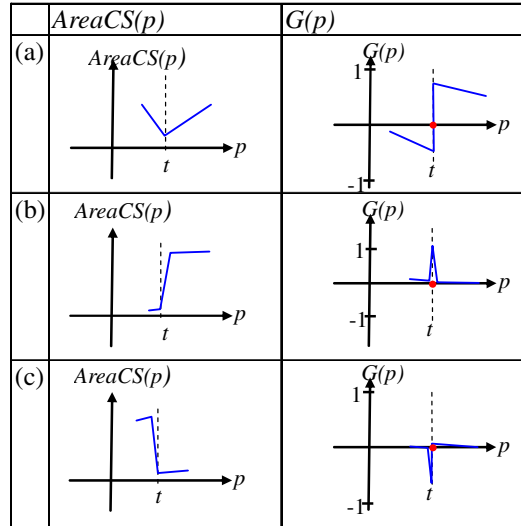 AreaCS(p) G(p)
(a)
AreaCS(p)
p
t
G(p)
1
p
t
-1
(b)
AreaCS(p)
p
t
G(p)
1
p
-1
t
(c)
AreaCS(p)
p
t
G(p)
1
p
-1
t